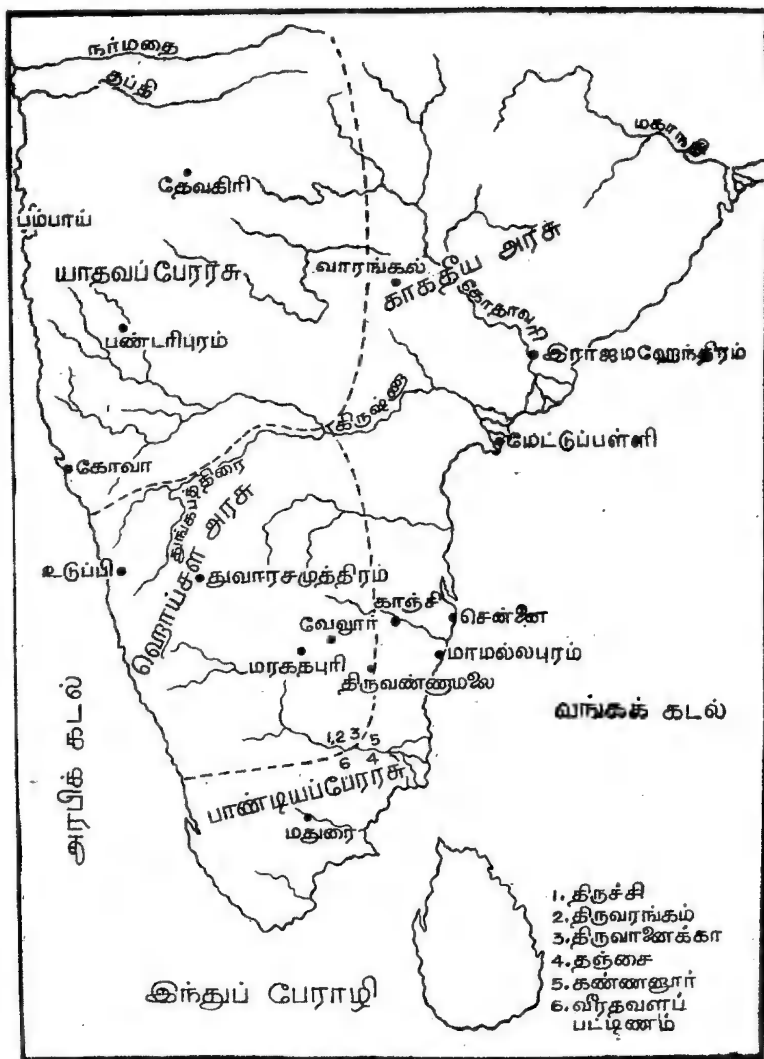 நர்மதை
தப்தி
மகாநதி
தேவகிரி
பம்பாய்
யாதவப்பேரரசு
வாரங்கல்
காகதீய அரசு
கோதாவரி
பண்டரிபுரம்
இராஜமஹேந்திரம்
கிருஷ்ணா
மேட்டுப்பள்ளி
கோவா
துங்கபத்திரை
ஹொய்சள அரசு
உடுப்பி
துவாரசமுத்திரம்
காஞ்சி
சென்னை
வேலூர்
மரகதபுரி
மாமல்லபுரம்
திருவண்ணாமலை
அரபிக் கடல்
வங்கக் கடல்
1,2 3 5
6 4
பாண்டியப்பேரரசு
மதுரை
1. திருச்சி
2. திருவரங்கம்
3. திருவானைக்கா
4. தஞ்சை
5. கண்ணனூர்
6. வீரதவளப்
பட்டிணம்
இந்துப் பேராழி